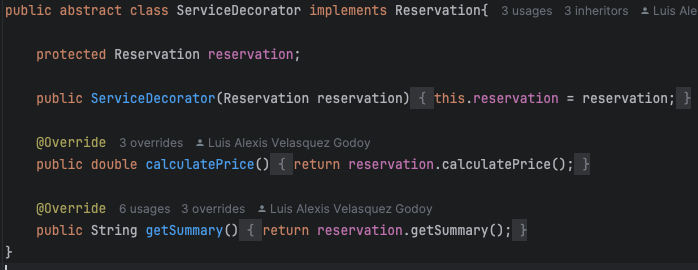 public abstract class ServiceDecorator implements Reservation{ 3 usages 3 inheritors Luis Ale
protected Reservation reservation;
public ServiceDecorator(Reservation reservation) { this.reservation = reservation; }
@Override 3 overrides Luis Alexis Velasquez Godoy
public double calculatePrice() { return reservation.calculatePrice(); }
@Override 6 usages 3 overrides Luis Alexis Velasquez Godoy
public String getSummary() { return reservation.getSummary(); }
}